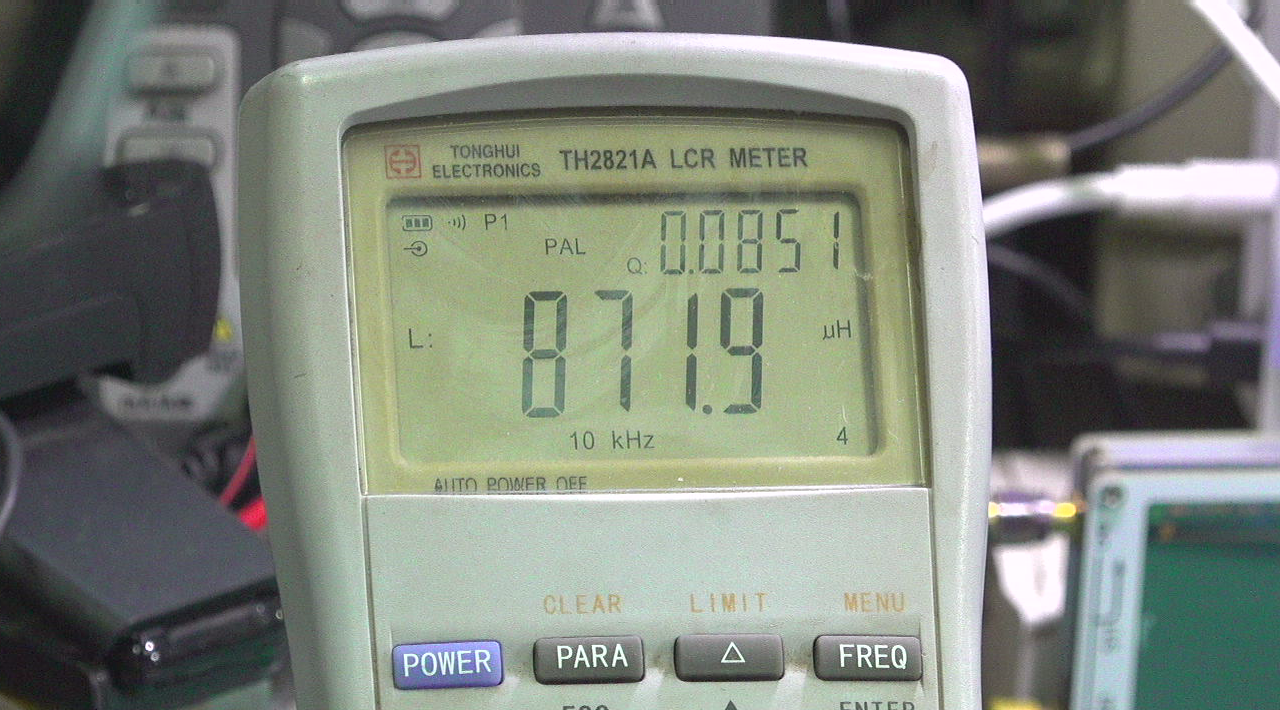 TONGHUI
ELECTRONICS
TH2821A LCR METER
P1
PAL
Q: 0.0851
L: 871.9 µH
10 kHz 4
AUTO POWER OFF
CLEAR LIMIT MENU
POWER PARA △ FREQ
ENTER